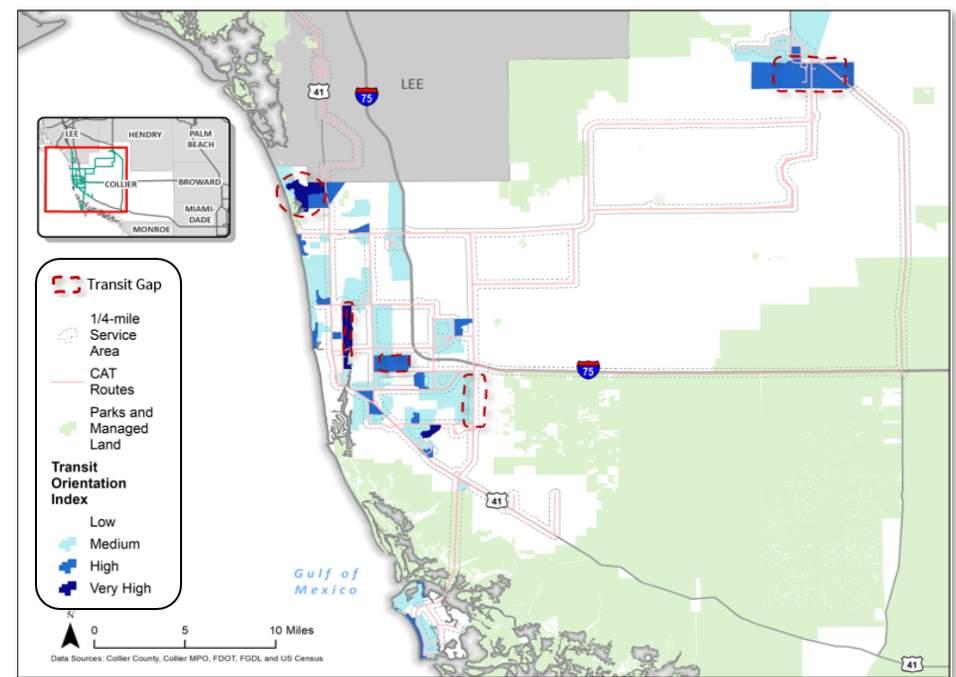 41
75
LEE
LEE
HENDRY
PALM
BEACH
COLLIER
BROWARD
MIAMI-
DADE
MONROE
Transit Gap
1/4-mile
Service
Area
CAT
Routes
Parks and
Managed
Land
Transit
Orientation
Index
Low
Medium
High
Very High
75
41
Gulf of
Mexico
N
0 5 10 Miles
Data Sources: Collier County, Collier MPO, FDOT, FGDL and US Census
41